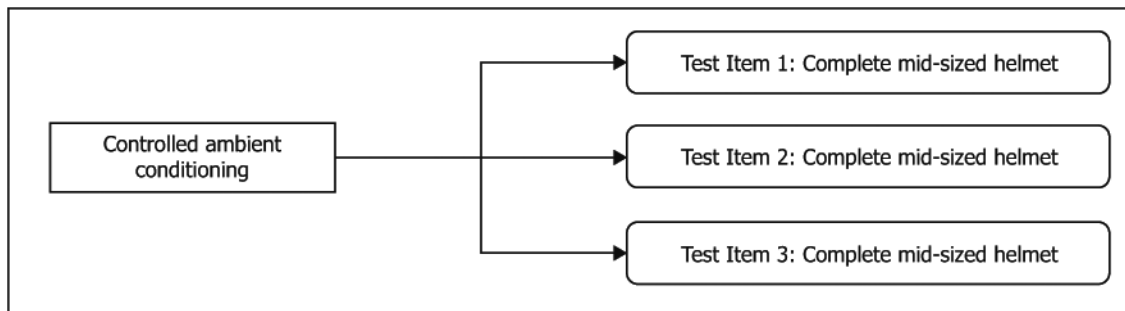 Test Item 1: Complete mid-sized helmet
Controlled ambient
conditioning
Test Item 2: Complete mid-sized helmet
Test Item 3: Complete mid-sized helmet